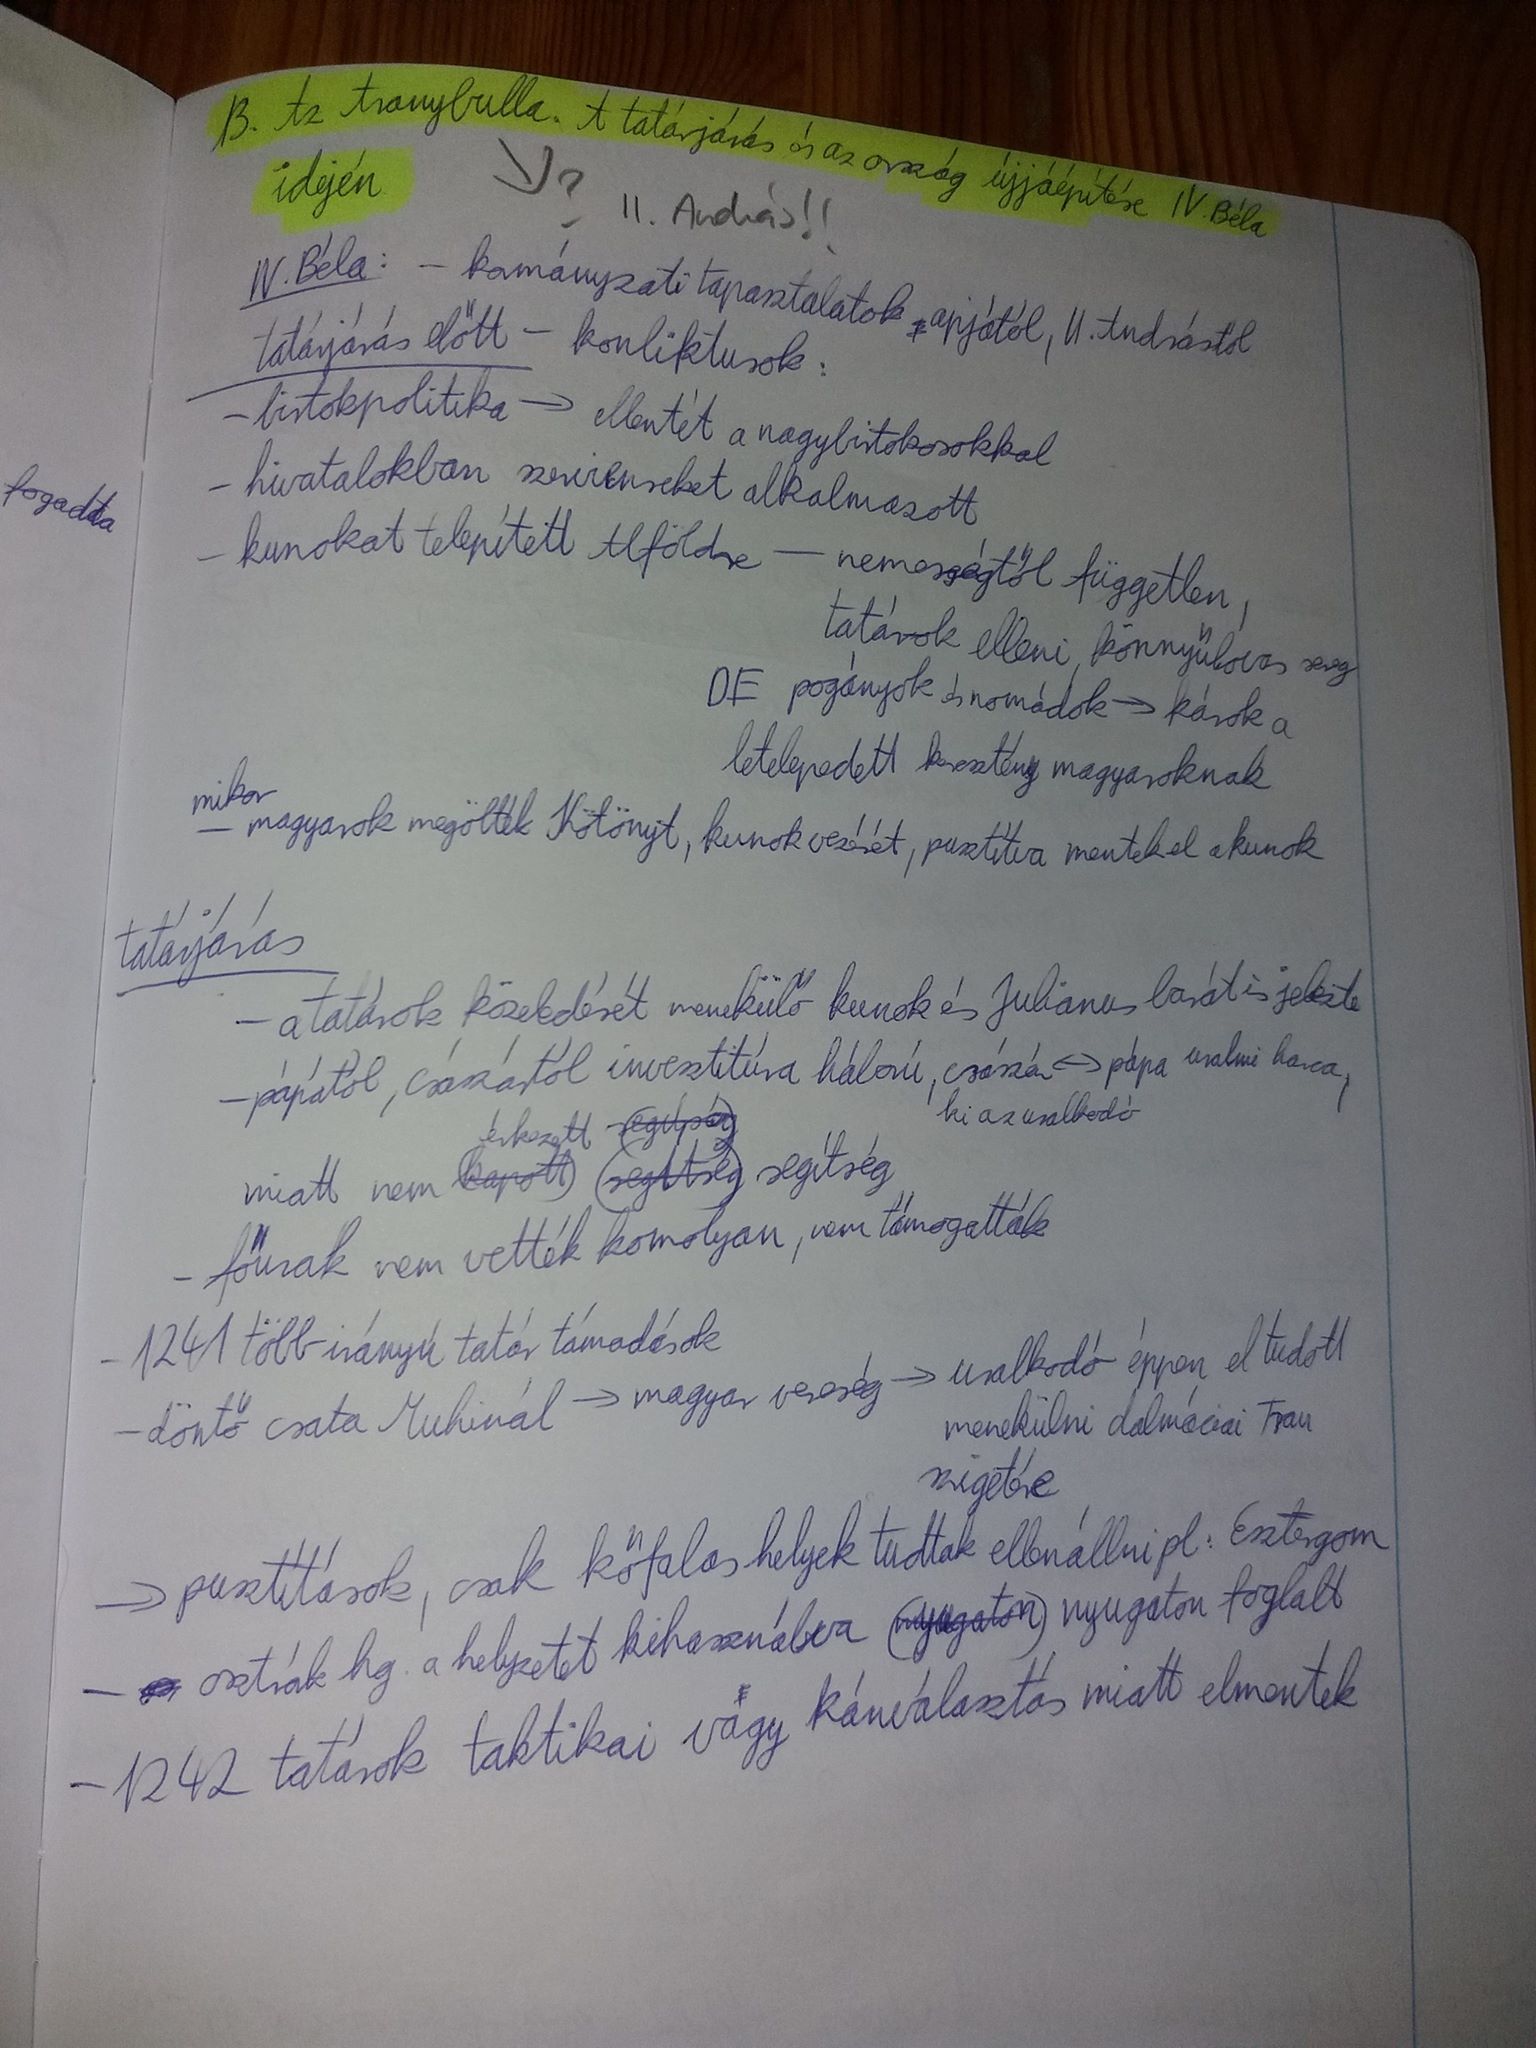 B. Az Aranybulla. A tatárjárás és az ország újjáépítése IV. Béla
idején
? II. András!!
IV. Béla: – kormányzati tapasztalatok apjától, II. Andrástól
tatárjárás előtt – konliktusok:
– birtokpolitika → ellentét a nagybirtokosokkal
– hivatalokban szerienseket alkalmazott
fogadta
– kunokat telepített Alföldre — nemességtől független,
tatárok elleni könnyűlovas sereg
DE pogányok és nomádok → károk a
letelepedett keresztény magyaroknak
mikor
– magyarok megölték Kötönyt, kunok vezérét, pusztítva mentek el a kunok
tatárjárás
– a tatárok közeledését menekülő kunok és Julianus barát is jelezte
– pápától, császártól invesztitúra háború, császár ↔ pápa uralmi harca,
ki az uralkodó
érkezett segítség
miatt nem (kapott) (segítség) segítség
– főurak nem vették komolyan, nem támogatták
– 1241 több irányú tatár támadások
– döntő csata Muhinál → magyar vereség → uralkodó éppen el tudott
menekülni dalmáciai Trau
szigetére
→ pusztítások, csak kőfalas helyek tudtak ellenállni pl: Esztergom
– osztrák hg. a helyzetet kihasználva (nyugaton) nyugaton foglalt
– 1242 tatárok taktikai vagy kánválasztás miatt elmentek